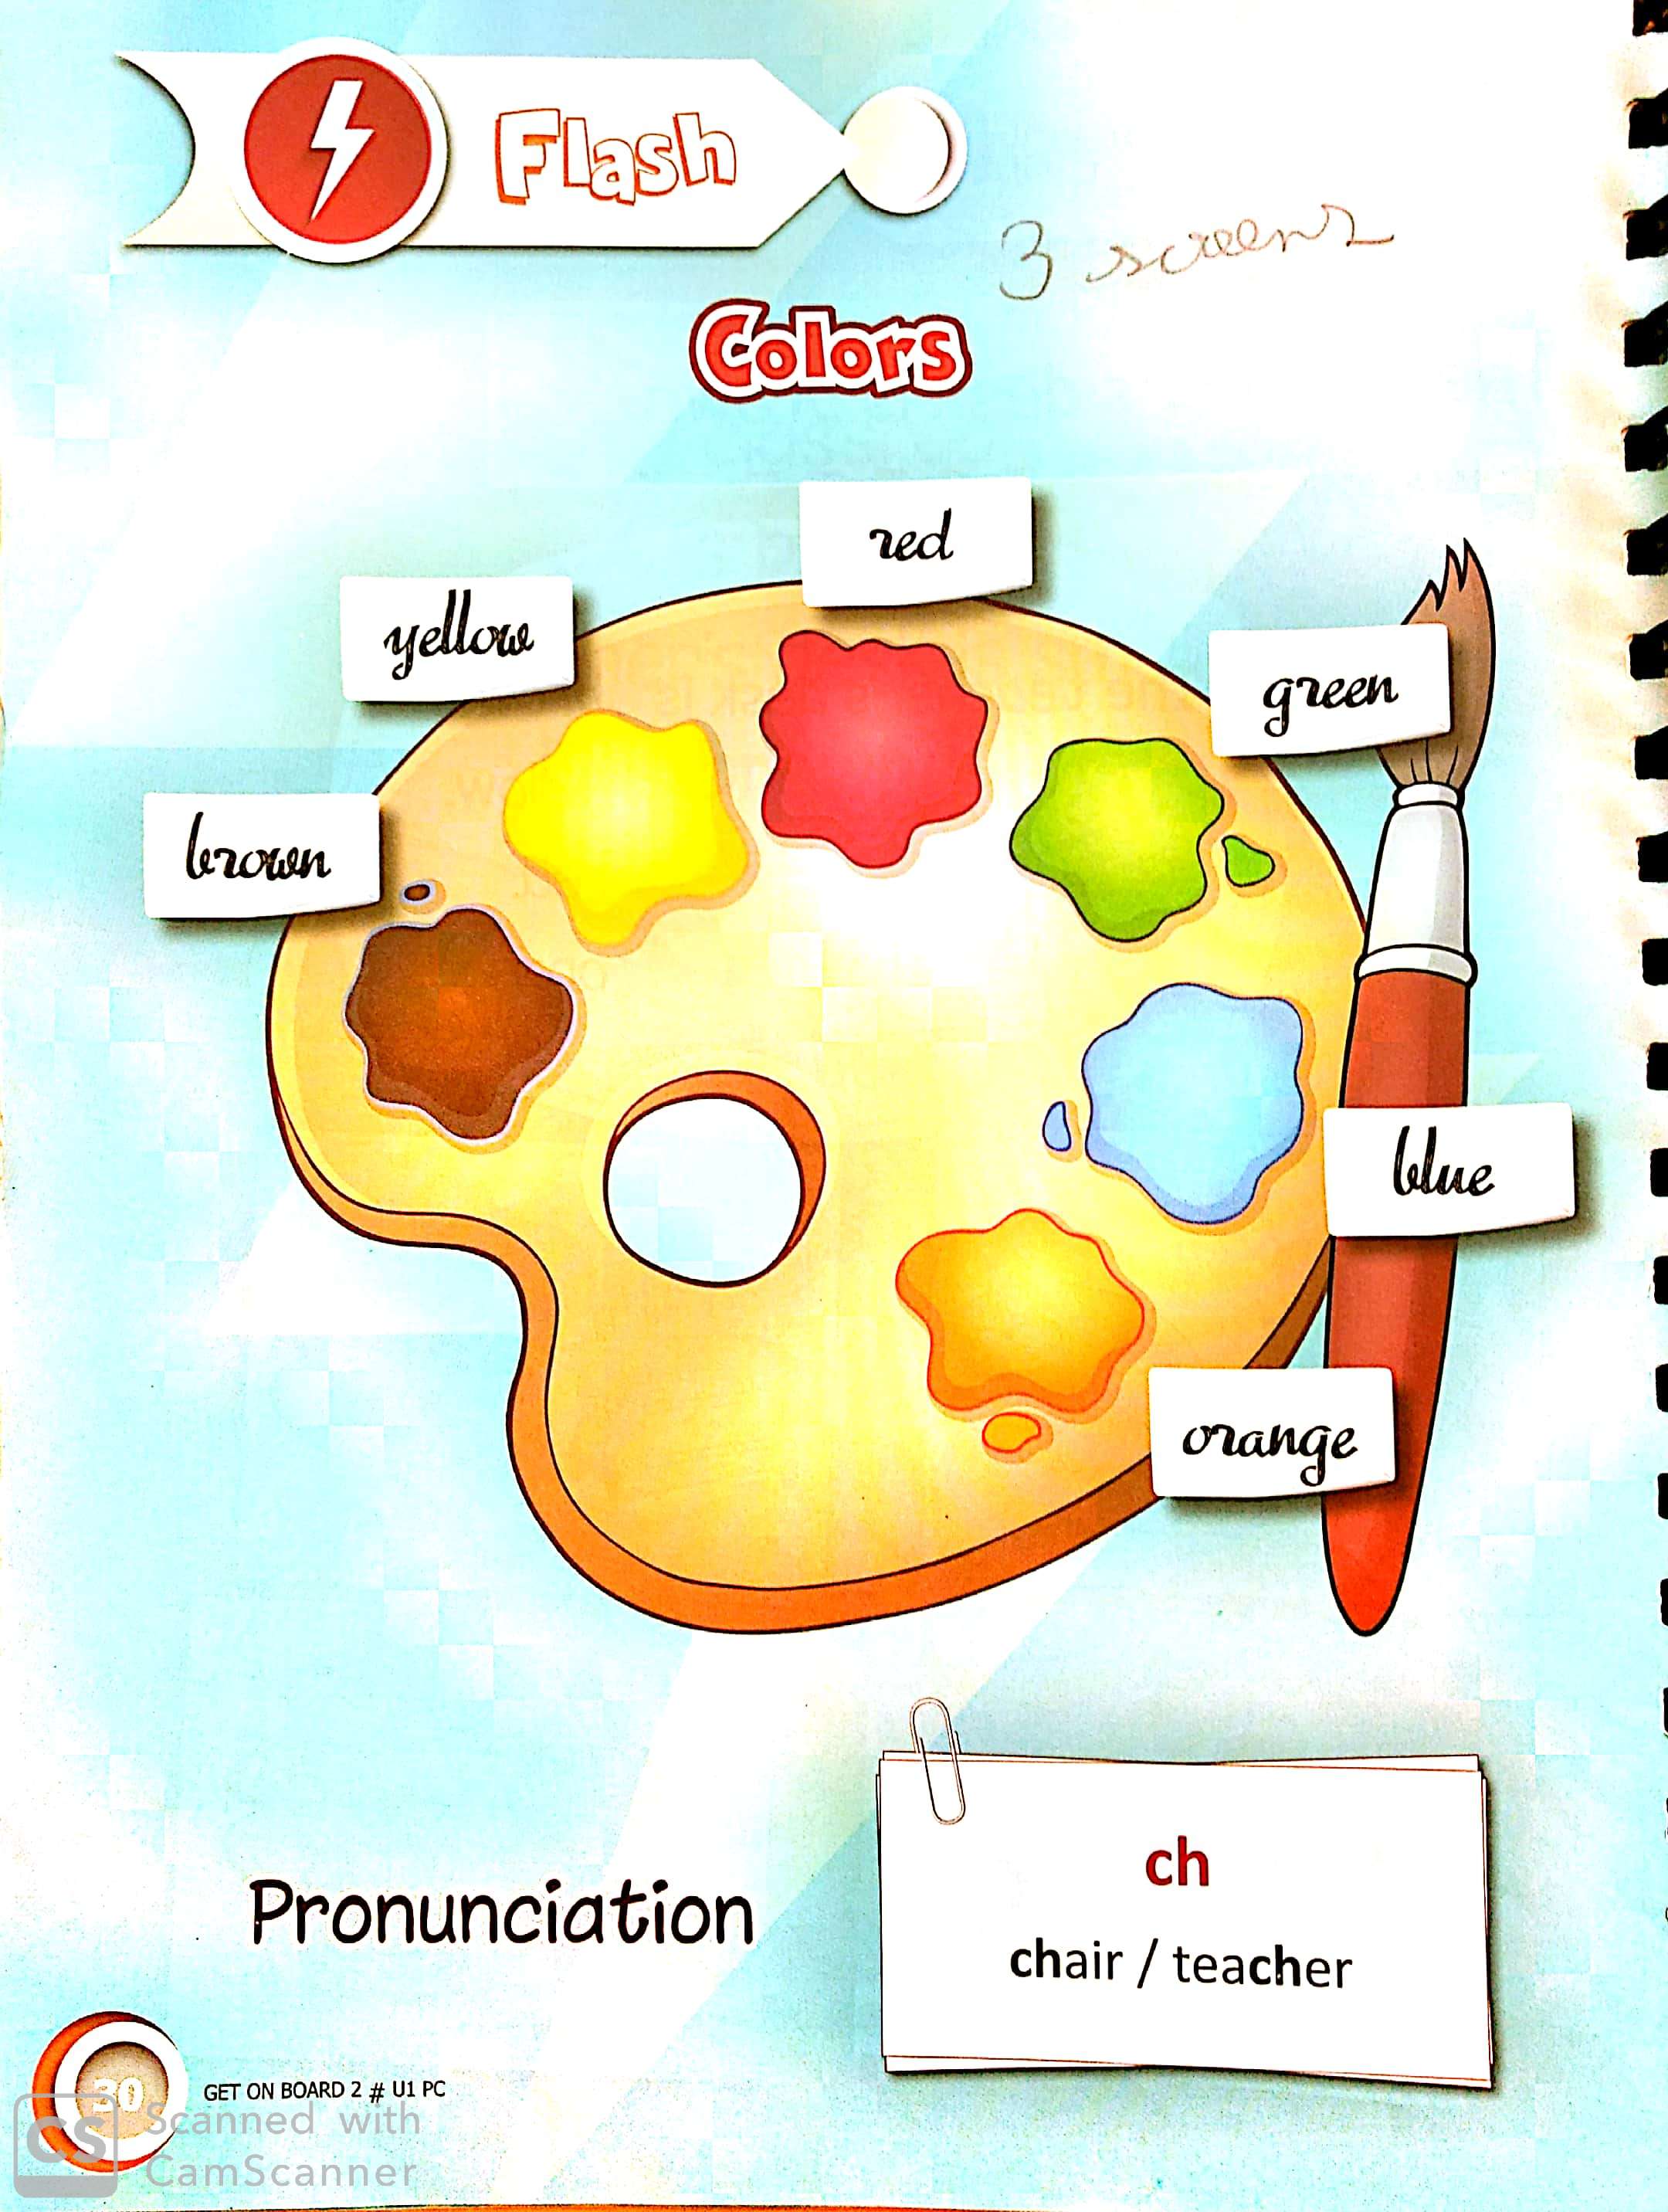 Flash
3 screens
Colors
red
yellow
green
brown
blue
orange
ch
chair / teacher
Pronunciation
30
GET ON BOARD 2 # U1 PC
CS
Scanned with
CamScanner